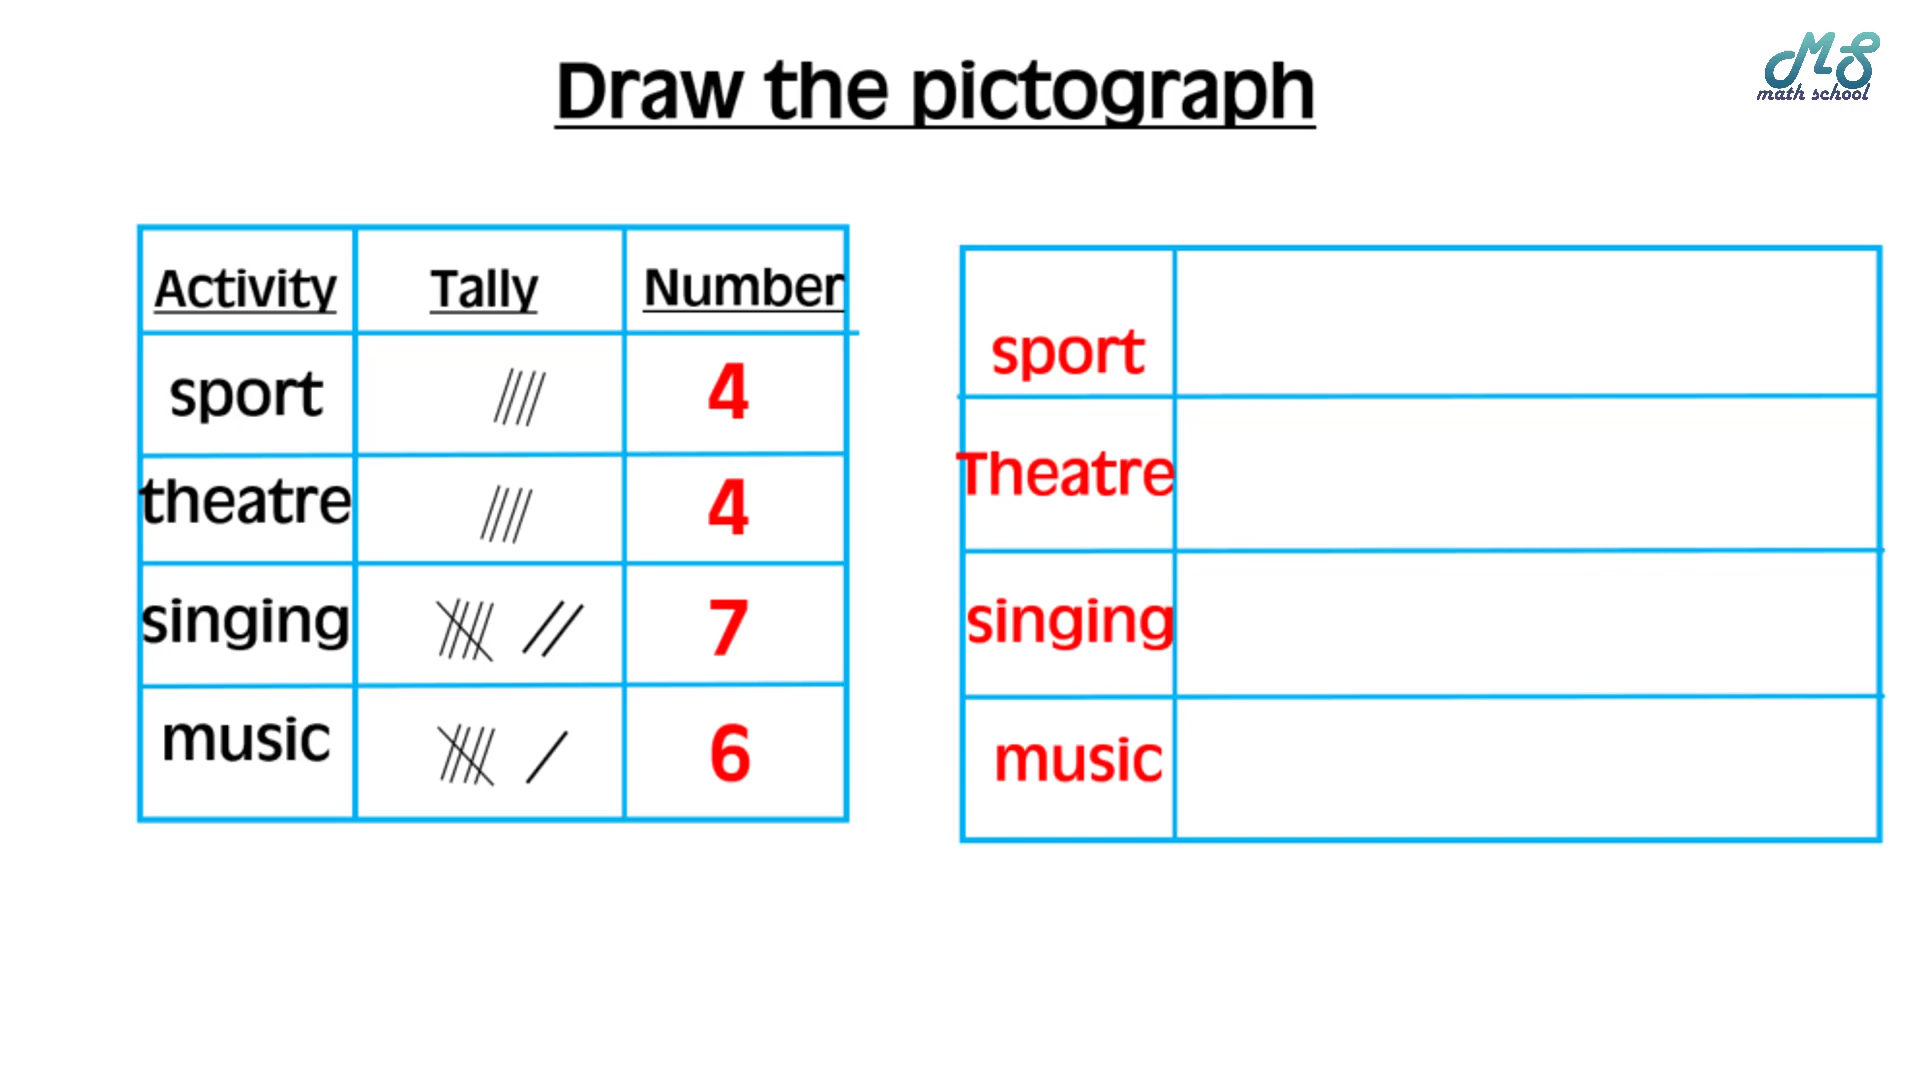 Draw the pictograph
MS
math school
Activity Tally Number
sport 4
theatre 4
singing 7
music 6
sport
Theatre
singing
music